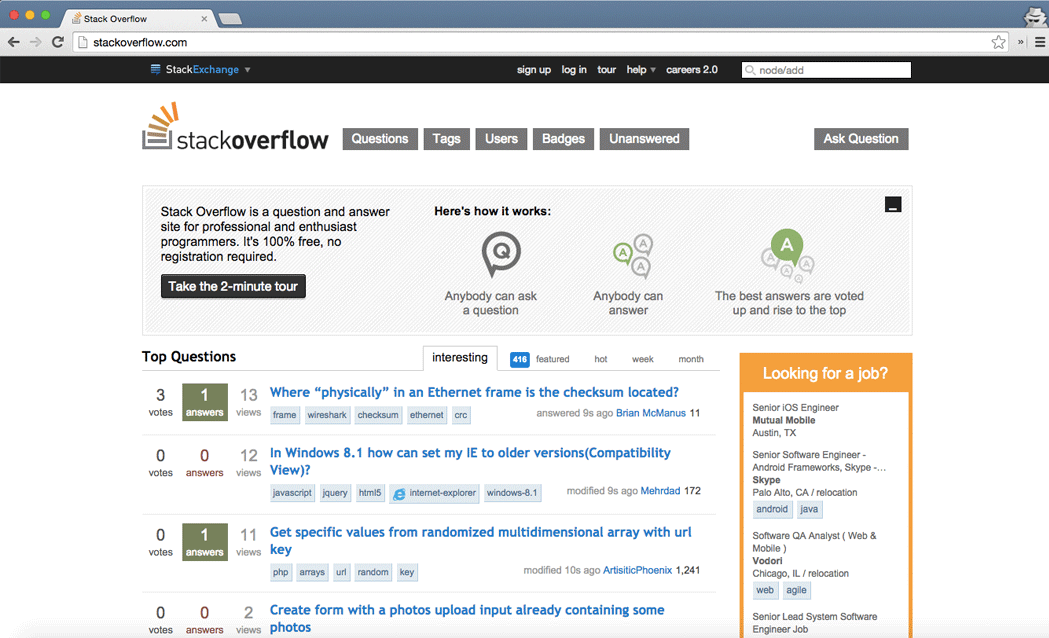 Stack Overflow
stackoverflow.com
StackExchange
sign up log in tour help careers 2.0
node/add
stackoverflow
Questions Tags Users Badges Unanswered
Ask Question
Stack Overflow is a question and answer
site for professional and enthusiast
programmers. It's 100% free, no
registration required.
Take the 2-minute tour
Here's how it works:
Q
Anybody can ask
a question
A A A
Anybody can
answer
A A A A A
The best answers are voted
up and rise to the top
Top Questions
interesting 416 featured hot week month
3 votes 1 answers 13 views
Where “physically” in an Ethernet frame is the checksum located?
frame wireshark checksum ethernet crc
answered 9s ago Brian McManus 11
0 votes 0 answers 12 views
In Windows 8.1 how can set my IE to older versions(Compatibility
View)?
javascript jquery html5 internet-explorer windows-8.1
modified 9s ago Mehrdad 172
0 votes 1 answers 11 views
Get specific values from randomized multidimensional array with url
key
php arrays url random key
modified 10s ago ArtisiticPhoenix 1,241
0 votes 0 answers 2 views
Create form with a photos upload input already containing some
photos
Looking for a job?
Senior iOS Engineer
Mutual Mobile
Austin, TX
Senior Software Engineer -
Android Frameworks, Skype -...
Skype
Palo Alto, CA / relocation
android java
Software QA Analyst ( Web &
Mobile )
Vodori
Chicago, IL / relocation
web agile
Senior Lead System Software
Engineer Job